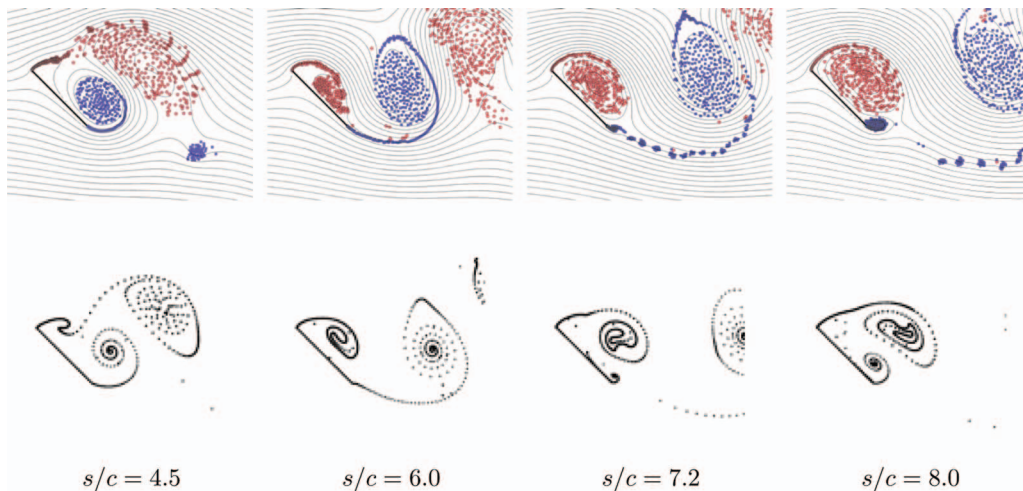 s/c = 4.5
s/c = 6.0
s/c = 7.2
s/c = 8.0